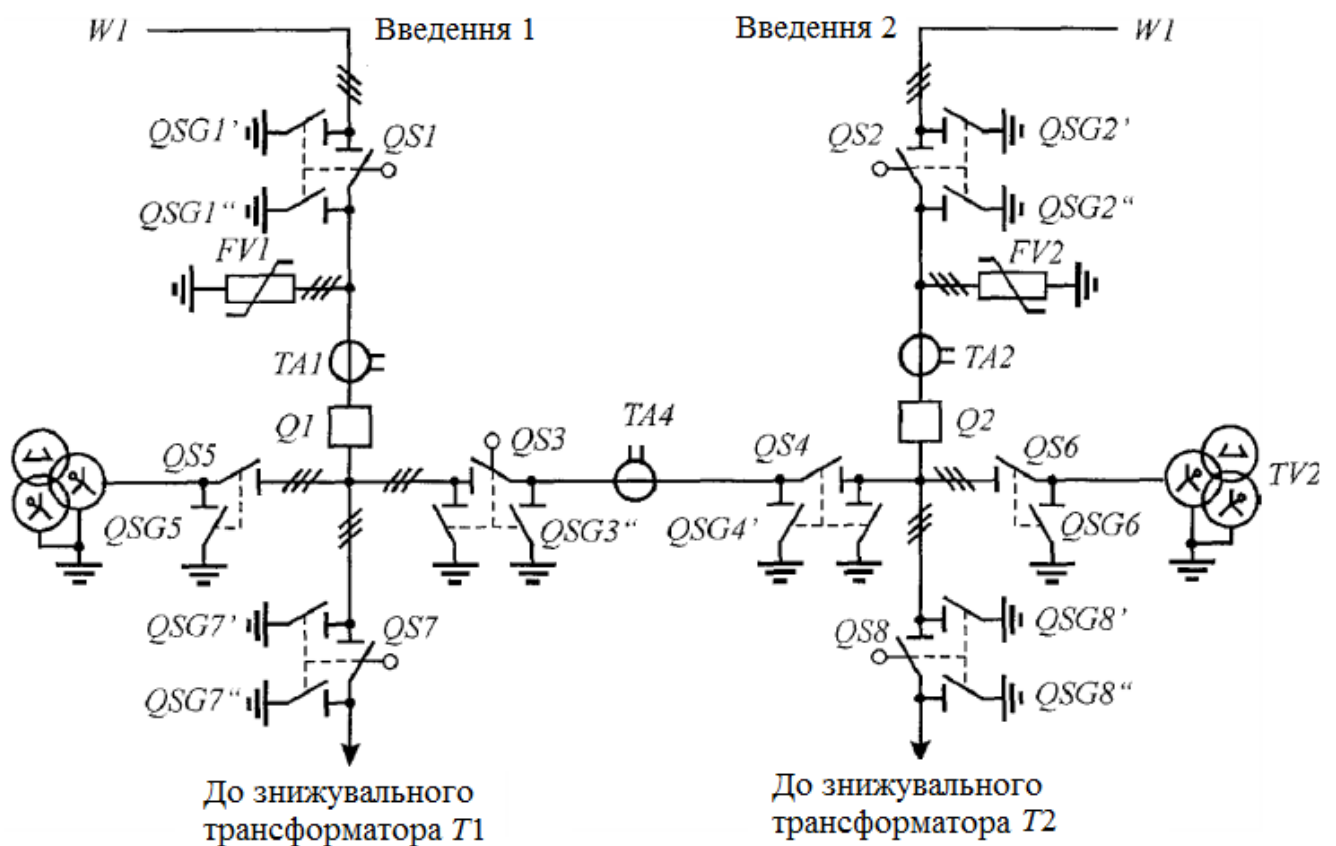 W1 Введення 1 Введення 2 W1
QSG1’ QS1 QS2 QSG2’
QSG1“ QSG2“
FV1 FV2
TA1 TA2
Q1 QS3 TA4 Q2
QS5 QS4 QS6 TV2
QSG5 QSG3“ QSG4’ QSG6
QSG7’ QS7 QS8 QSG8’
QSG7“ QSG8“
До знижувального До знижувального
трансформатора T1 трансформатора T2